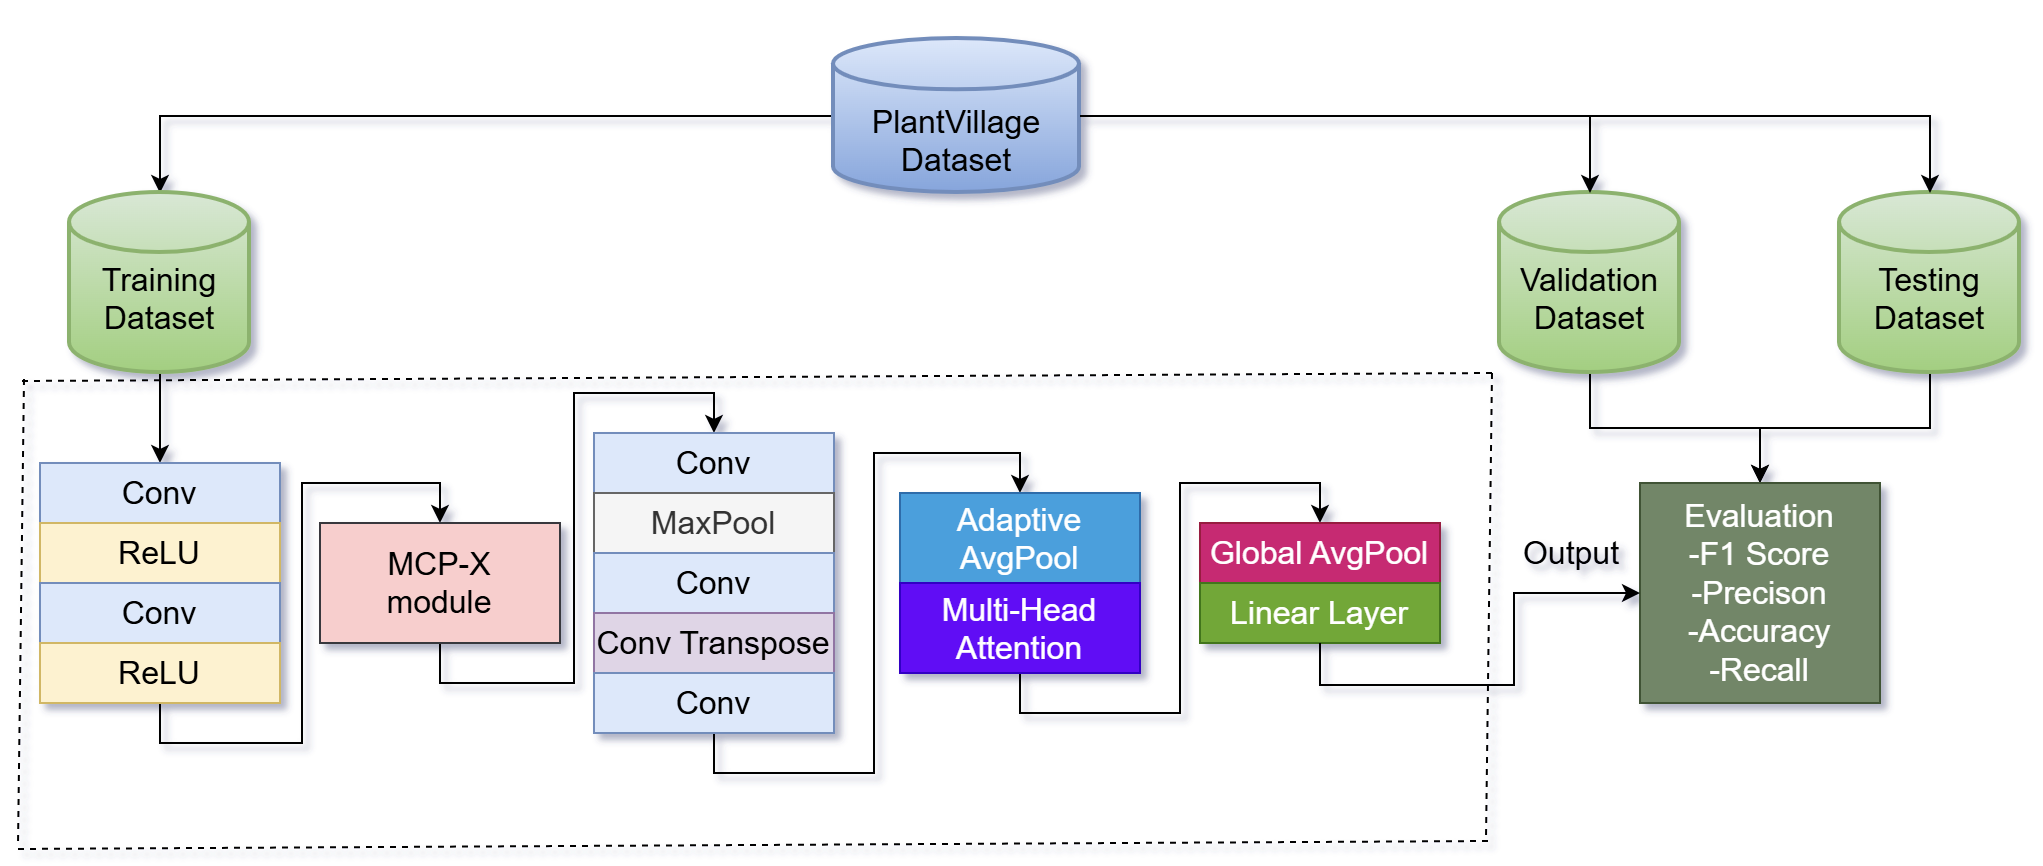 PlantVillage
Dataset
Training
Dataset
Validation
Dataset
Testing
Dataset
Conv
ReLU
Conv
ReLU
MCP-X
module
Conv
MaxPool
Conv
Conv Transpose
Conv
Adaptive
AvgPool
Multi-Head
Attention
Global AvgPool
Linear Layer
Output
Evaluation
-F1 Score
-Precison
-Accuracy
-Recall